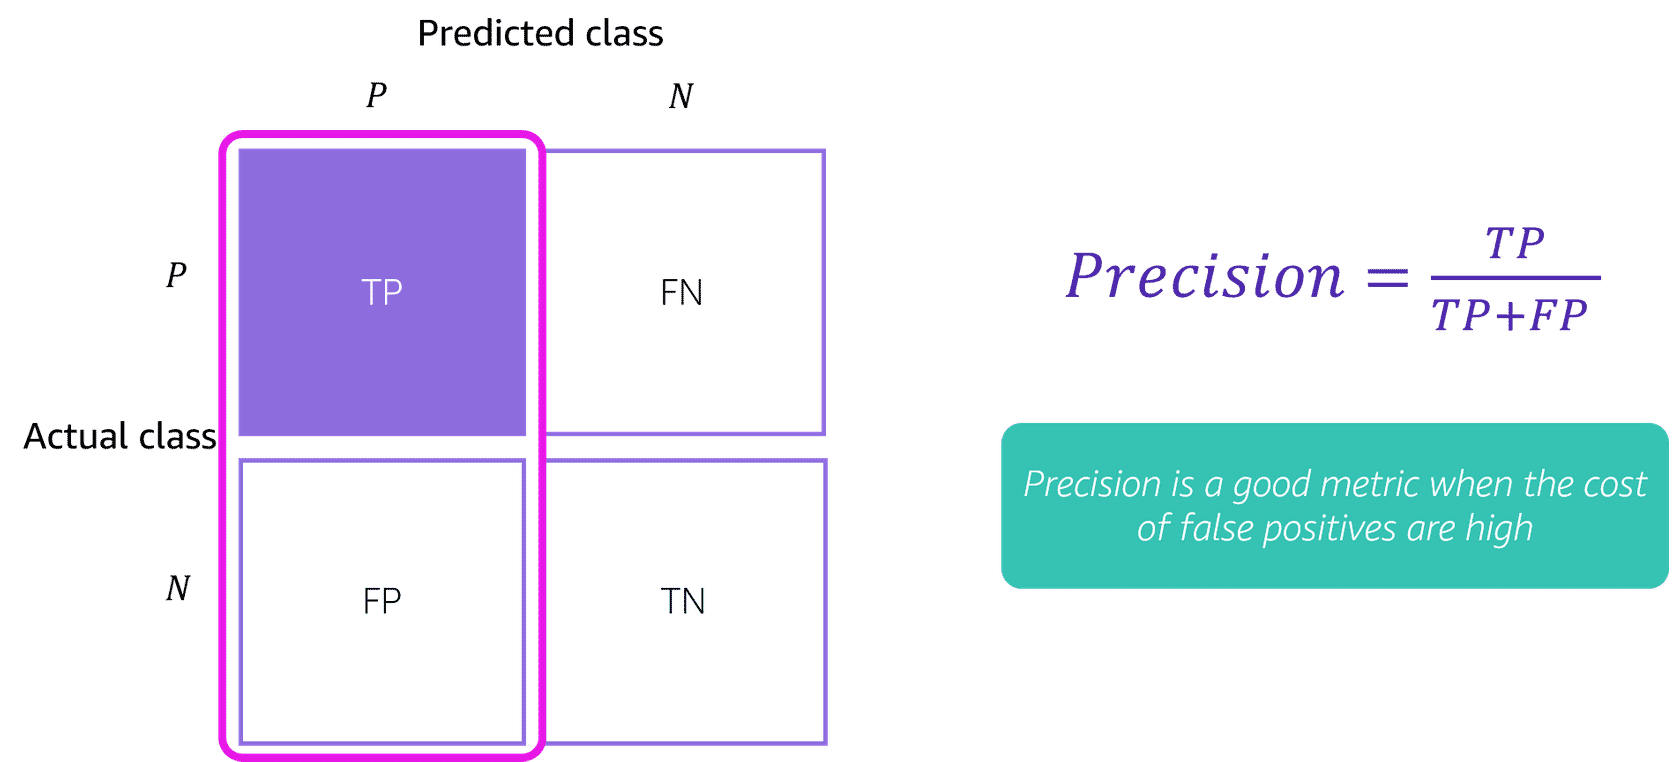 Predicted class
P
N
P
TP
FN
Actual class
N
FP
TN
Precision = TP / TP+FP
Precision is a good metric when the cost
of false positives are high